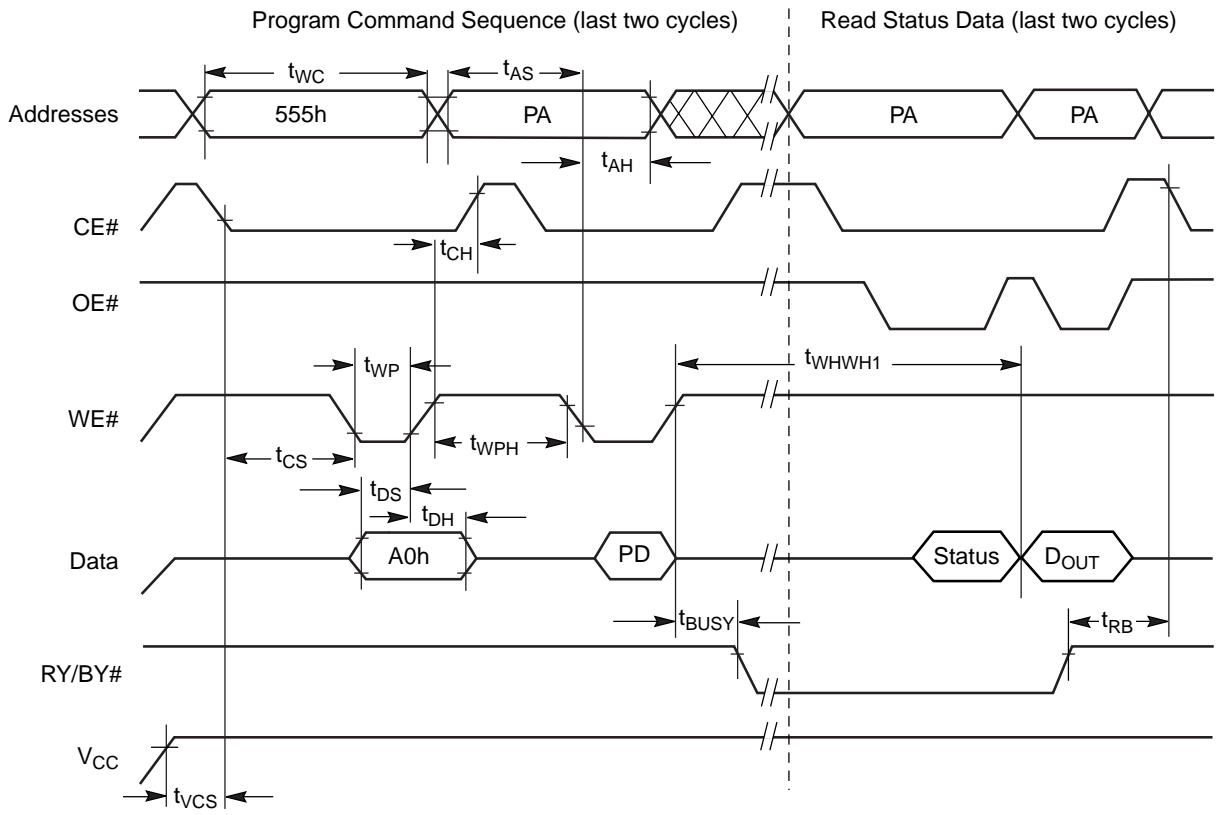 Program Command Sequence (last two cycles)
Read Status Data (last two cycles)
tWC
tAS
Addresses
555h
PA
PA
PA
tAH
CE#
tCH
OE#
tWP
tWHWH1
WE#
tWPH
tCS
tDS
tDH
Data
A0h
PD
Status
DOUT
tBUSY
tRB
RY/BY#
VCC
tVCS